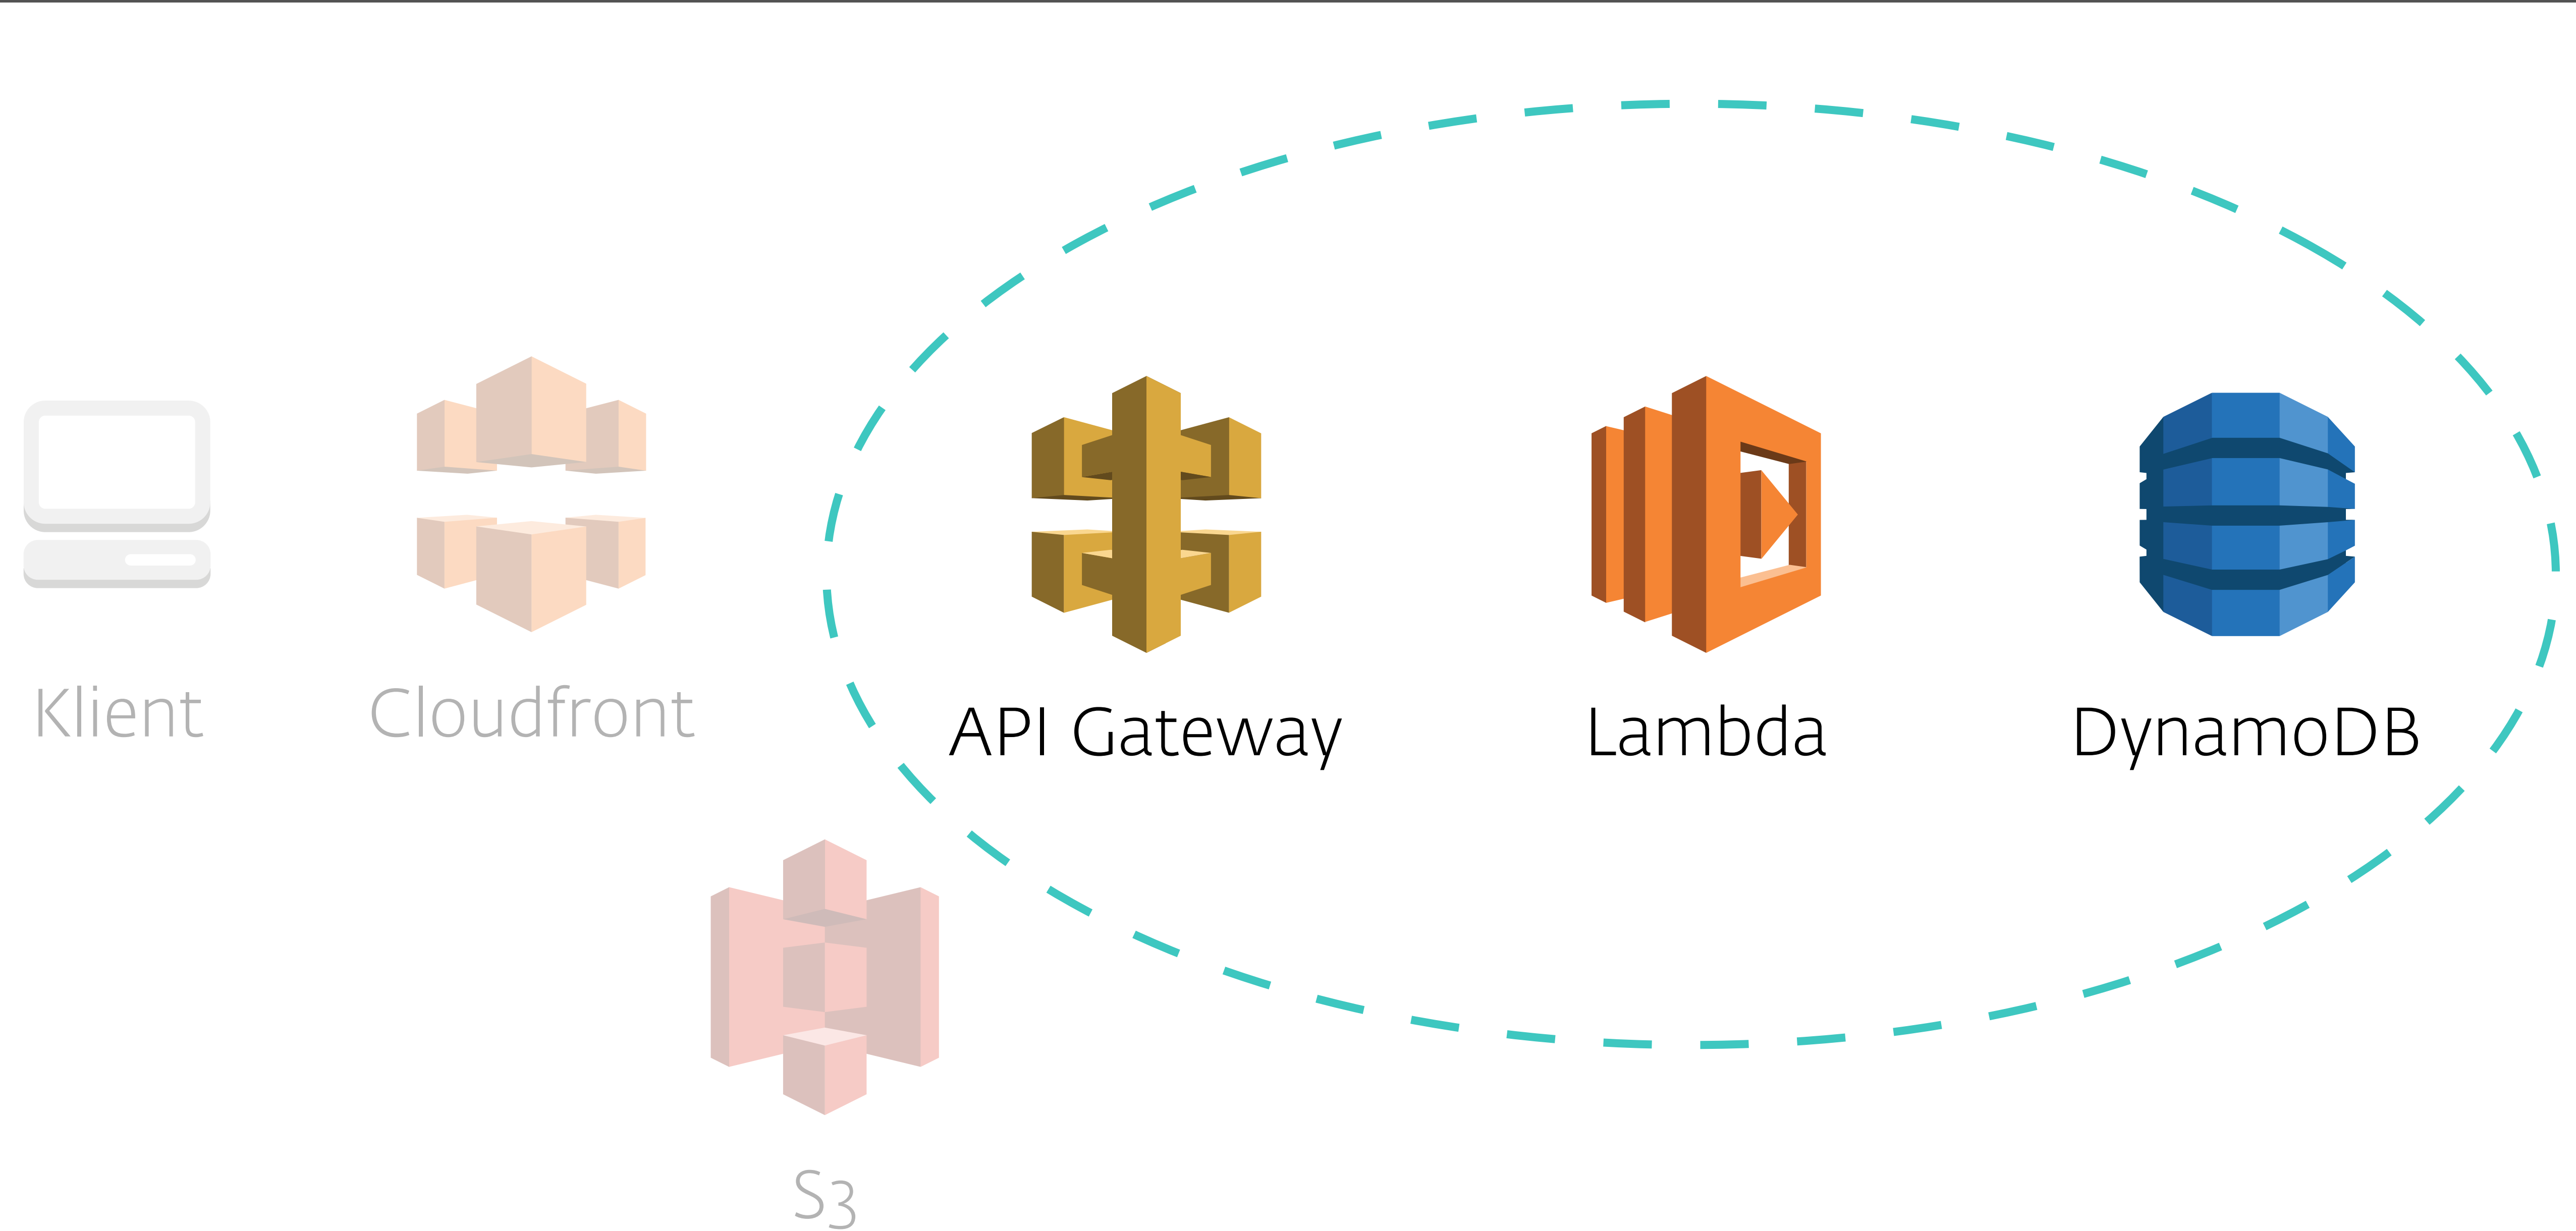 Klient
Cloudfront
API Gateway
Lambda
DynamoDB
S3